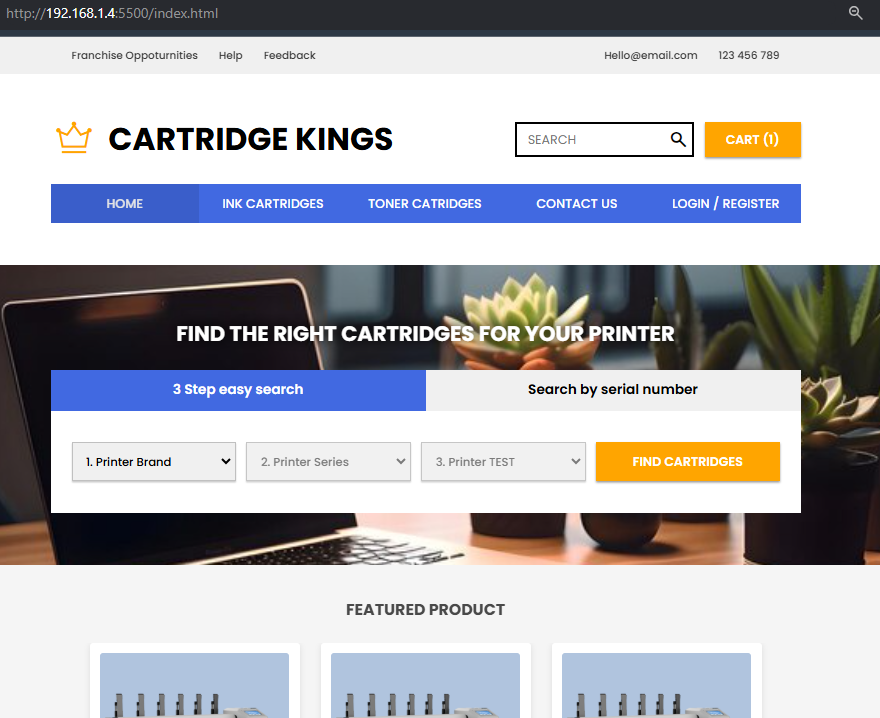 http://192.168.1.4:5500/index.html
Franchise Oppoturnities Help Feedback Hello@email.com 123 456 789
CARTRIDGE KINGS SEARCH CART (1)
HOME INK CARTRIDGES TONER CATRIDGES CONTACT US LOGIN / REGISTER
FIND THE RIGHT CARTRIDGES FOR YOUR PRINTER
3 Step easy search Search by serial number
1. Printer Brand 2. Printer Series 3. Printer TEST FIND CARTRIDGES
FEATURED PRODUCT